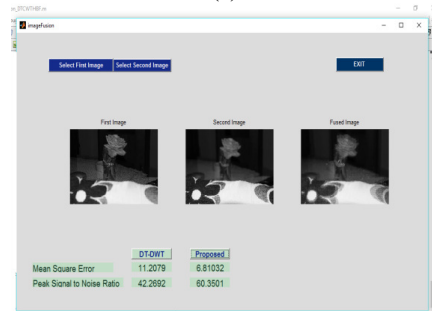 m_DTCWTHBF.m
imageFusion
Select First Image Select Second Image EXIT
First Image Second Image Fused Image
DT-DWT Proposed
Mean Square Error 11.2079 6.81032
Peak Signal to Noise Ratio 42.2692 60.3501